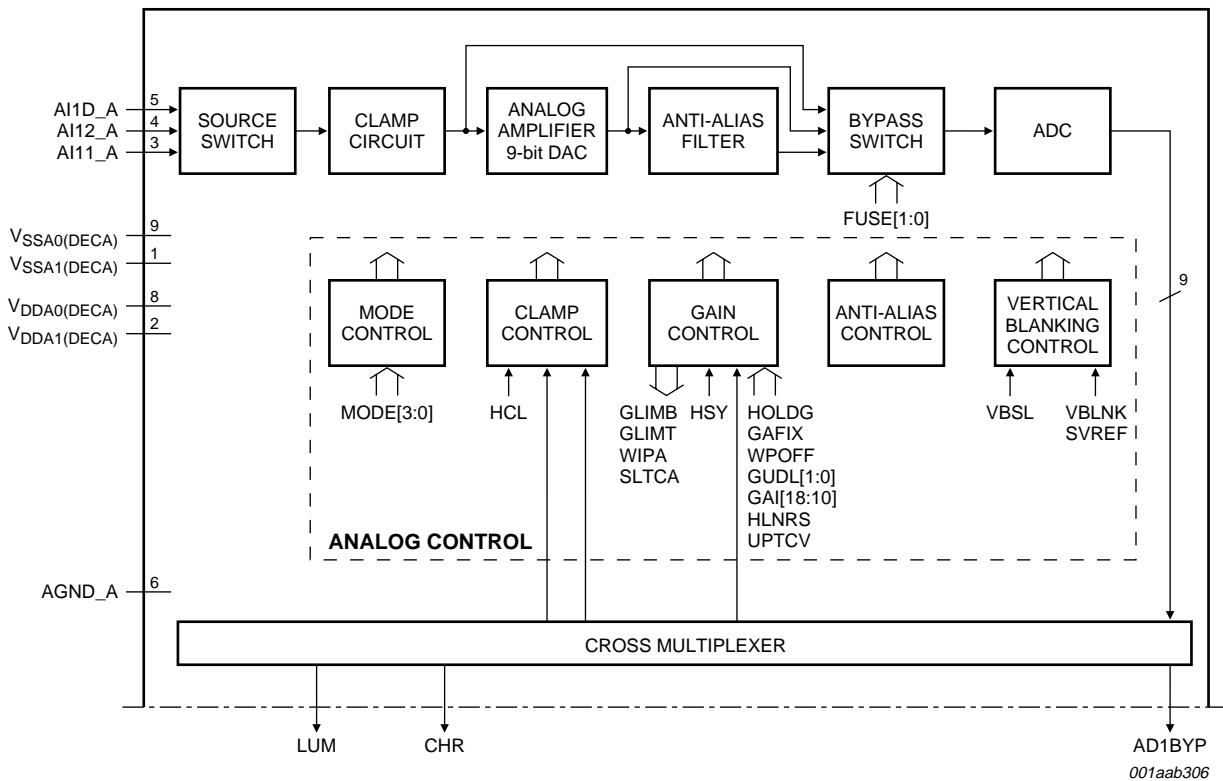 AI1D_A 5
AI12_A 4
AI11_A 3
SOURCE
SWITCH
CLAMP
CIRCUIT
ANALOG
AMPLIFIER
9-bit DAC
ANTI-ALIAS
FILTER
BYPASS
SWITCH
ADC
FUSE[1:0]
VSSA0(DECA) 9
VSSA1(DECA) 1
VDDA0(DECA) 8
VDDA1(DECA) 2
9
MODE
CONTROL
CLAMP
CONTROL
GAIN
CONTROL
ANTI-ALIAS
CONTROL
VERTICAL
BLANKING
CONTROL
MODE[3:0]
HCL
GLIMB
GLIMT
WIPA
SLTCA
HSY
HOLDG
GAFIX
WPOFF
GUDL[1:0]
GAI[18:10]
HLNRS
UPTCV
VBSL
VBLNK
SVREF
ANALOG CONTROL
AGND_A 6
CROSS MULTIPLEXER
LUM
CHR
AD1BYP
001aab306